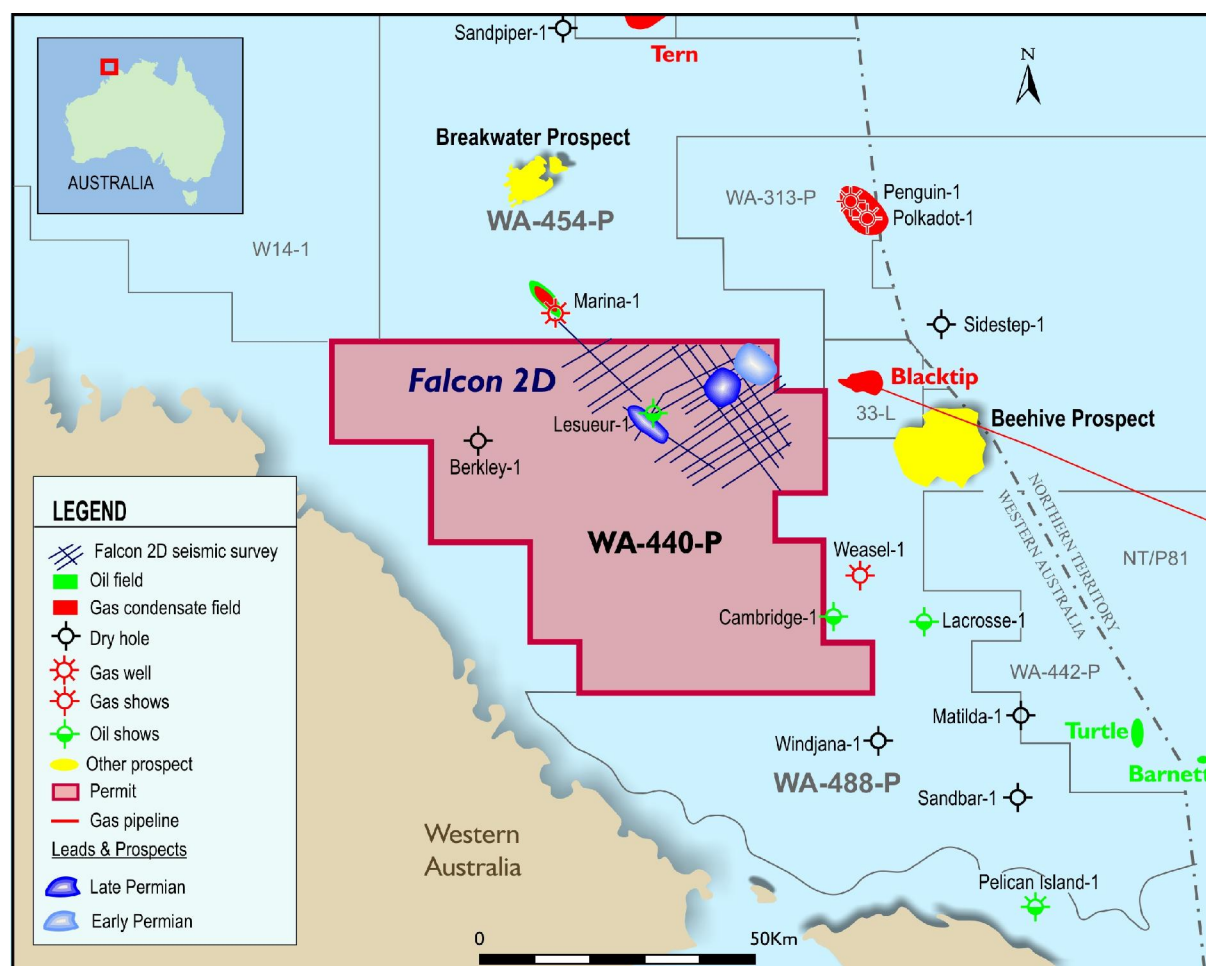 Sandpiper-1
Tern
N
AUSTRALIA
Breakwater Prospect
WA-454-P
WA-313-P
Penguin-1
Polkadot-1
W14-1
Marina-1
Sidestep-1
Falcon 2D
Blacktip
33-L
Beehive Prospect
Lesueur-1
Berkley-1
WA-440-P
NORTHERN TERRITORY
WESTERN AUSTRALIA
NT/P81
Weasel-1
Cambridge-1
Lacrosse-1
WA-442-P
Matilda-1
Turtle
Windjana-1
WA-488-P
Barnett
Sandbar-1
Western
Australia
Pelican Island-1
0
50Km
LEGEND
Falcon 2D seismic survey
Oil field
Gas condensate field
Dry hole
Gas well
Gas shows
Oil shows
Other prospect
Permit
Gas pipeline
Leads & Prospects
Late Permian
Early Permian